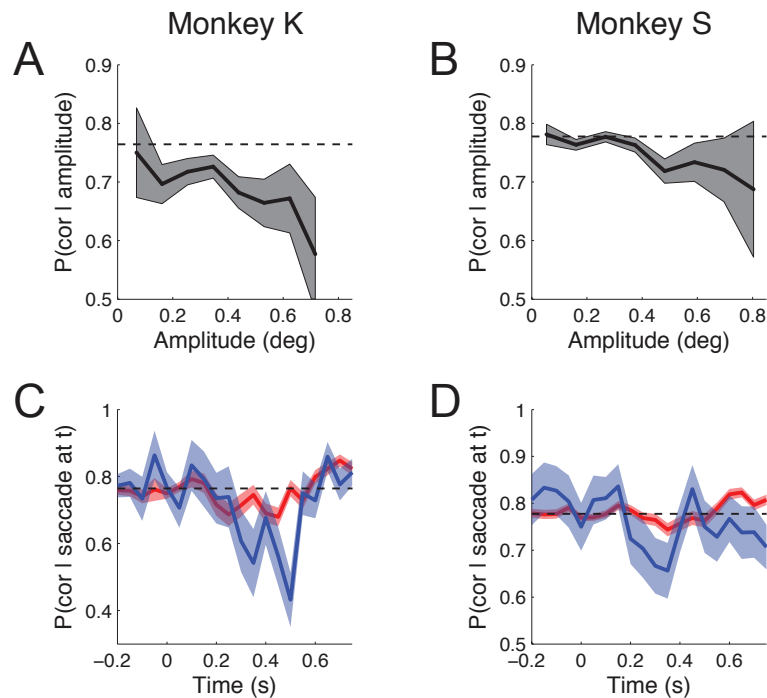 Monkey K
Monkey S
A
B
P(cor | amplitude)
0.9
0.8
0.7
0.6
0.5
0
0.2
0.4
0.6
0.8
Amplitude (deg)
P(cor | amplitude)
0.9
0.8
0.7
0.6
0.5
0
0.2
0.4
0.6
0.8
Amplitude (deg)
C
D
P(cor | saccade at t)
1
0.8
0.6
0.4
−0.2
0
0.2
0.4
0.6
Time (s)
P(cor | saccade at t)
1
0.9
0.8
0.7
0.6
0.5
−0.2
0
0.2
0.4
0.6
Time (s)